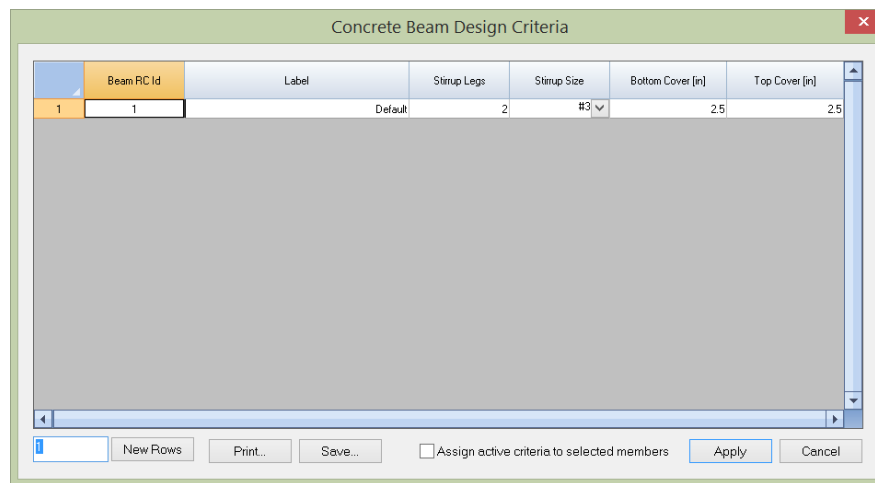 Concrete Beam Design Criteria
Beam RC Id Label Stirrup Legs Stirrup Size Bottom Cover [in] Top Cover [in]
1 1 Default 2 #3 2.5 2.5
1 New Rows Print... Save... Assign active criteria to selected members Apply Cancel